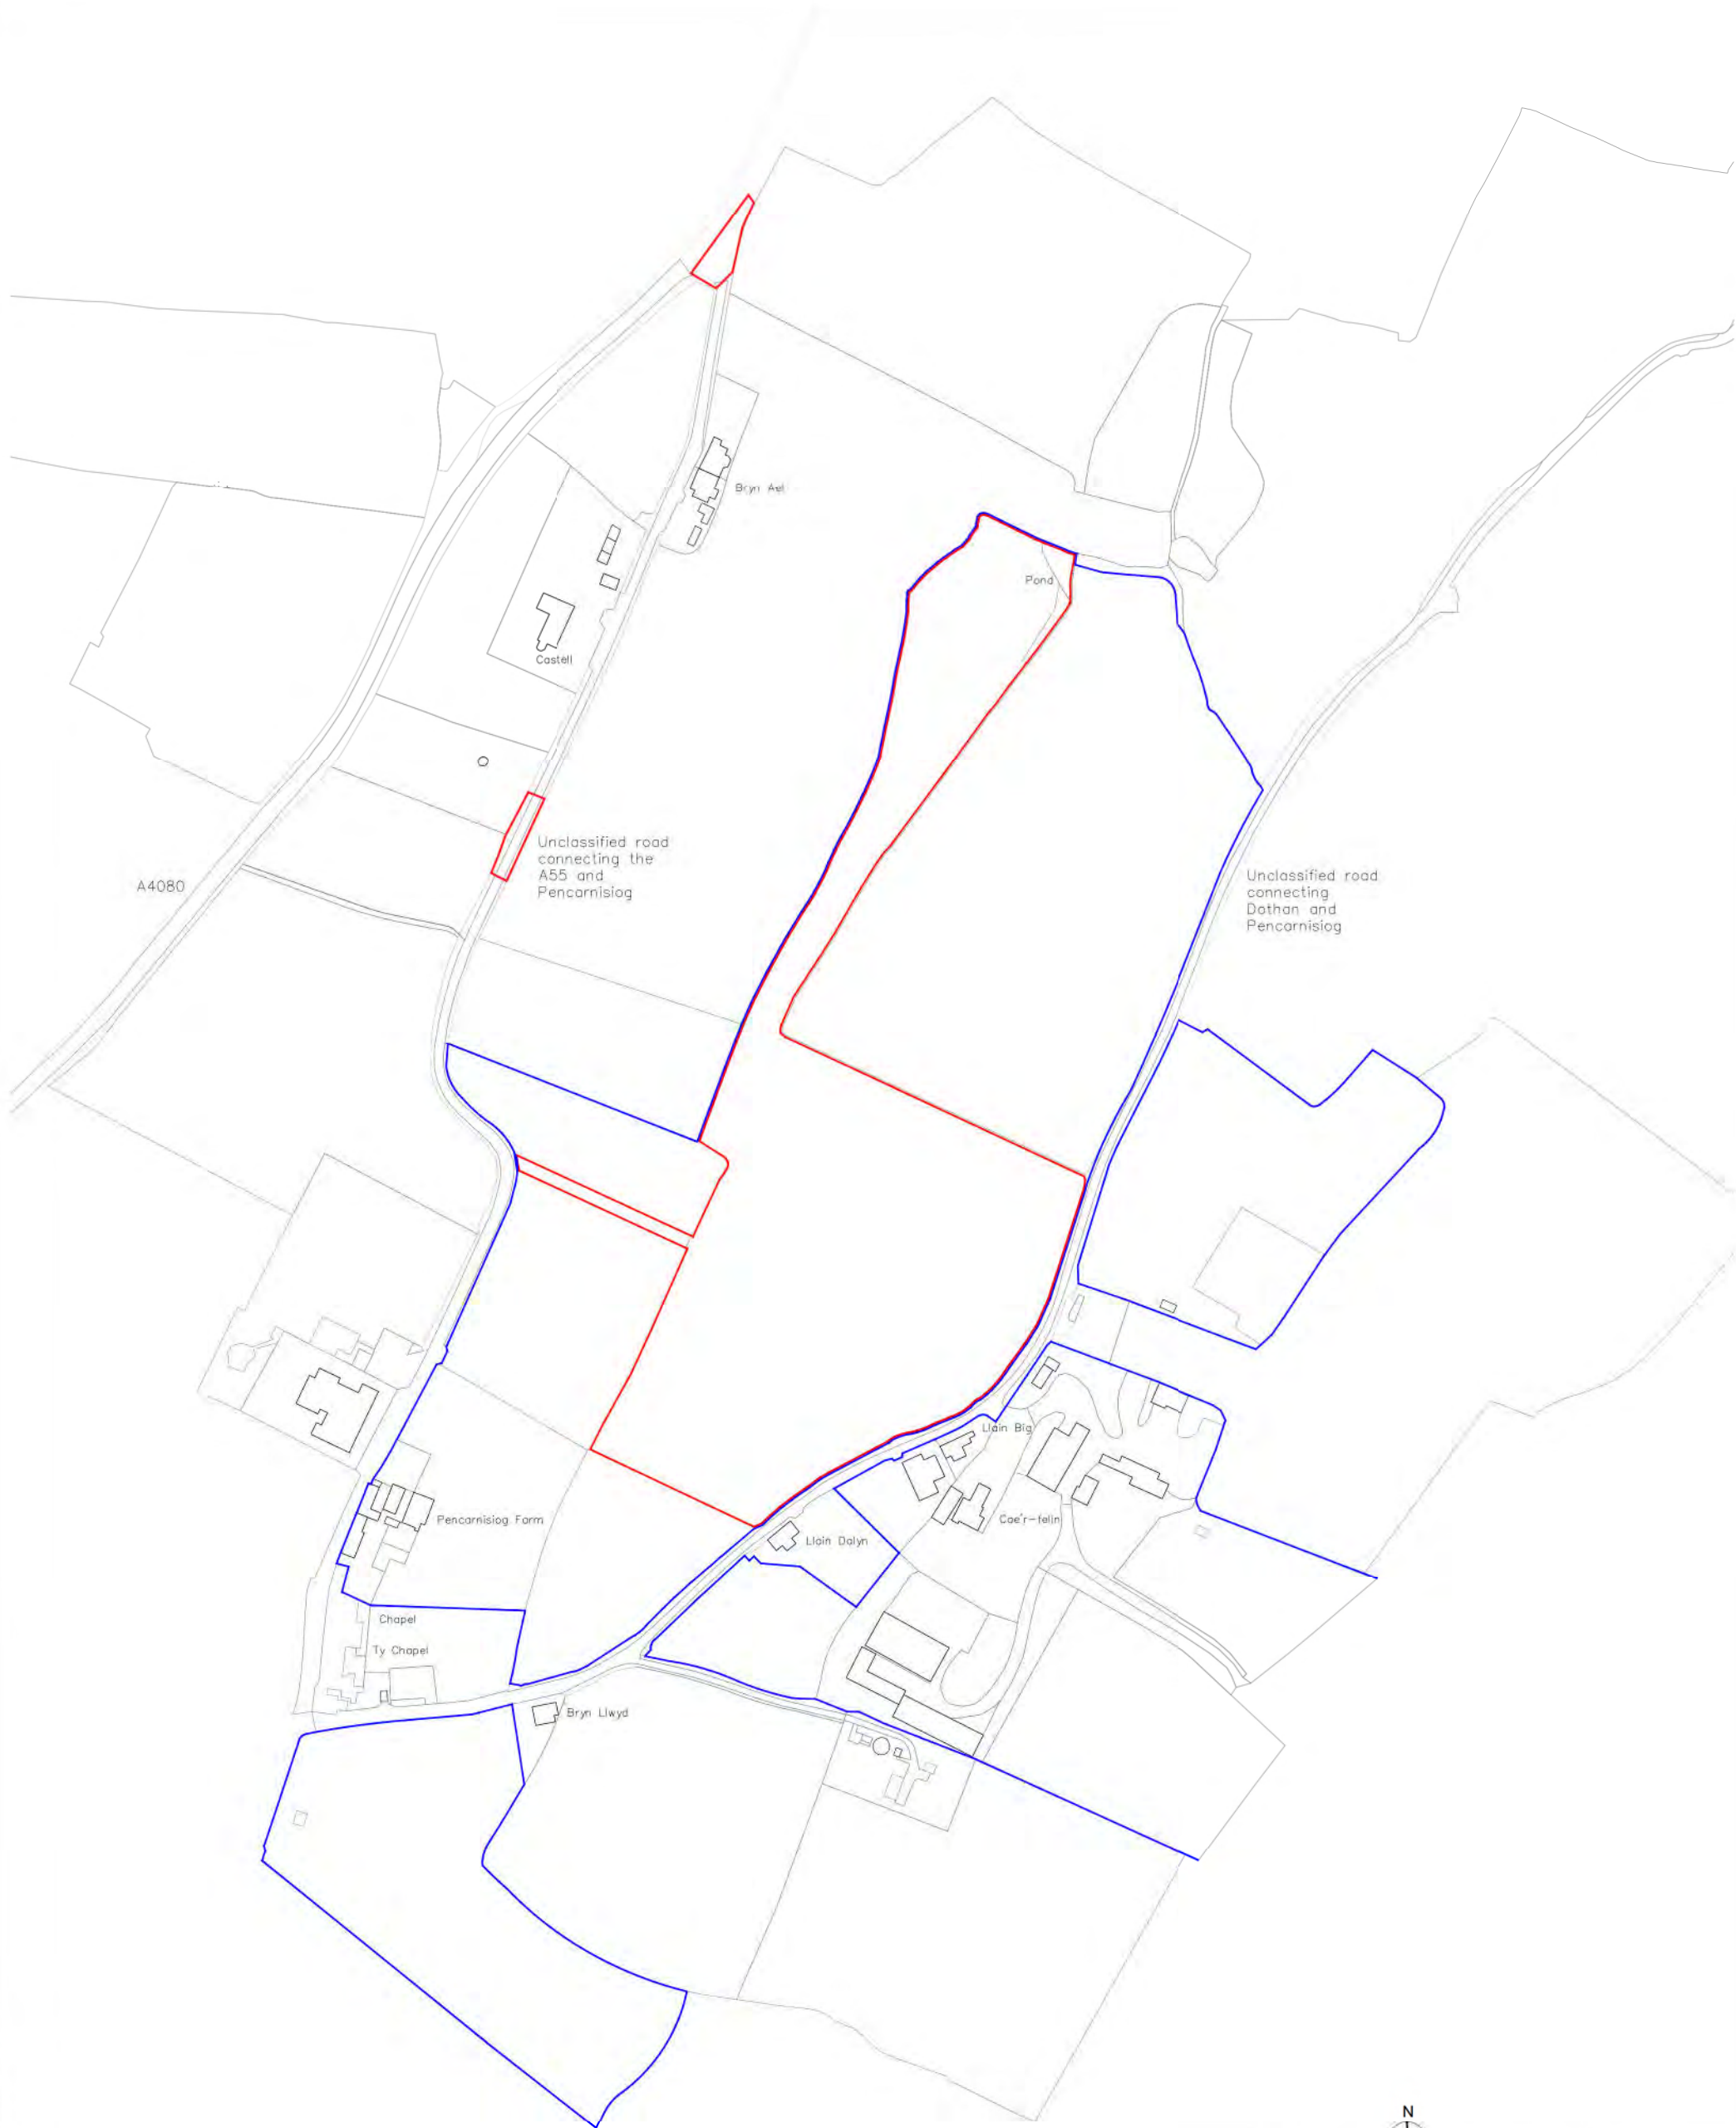 Bryn Ael
Pond
Castell
Unclassified road
connecting the
A55 and
Pencarnisiog
A4080
Unclassified road
connecting
Dothan and
Pencarnisiog
Llain Big
Pencarnisiog Farm
Cae'r-felin
Llain Dalyn
Chapel
Ty Chapel
Bryn Llwyd
N